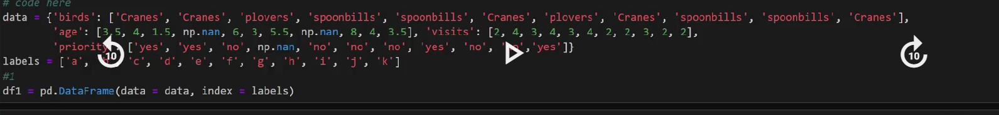 # code here
data = {'birds': ['Cranes', 'Cranes', 'plovers', 'spoonbills', 'spoonbills', 'Cranes', 'plovers', 'Cranes', 'spoonbills', 'spoonbills', 'Cranes'],
'age': [3.5, 4, 1.5, np.nan, 6, 3, 5.5, np.nan, 8, 4, 3.5], 'visits': [2, 4, 3, 4, 3, 4, 2, 2, 3, 2, 2],
'priority': ['yes', 'yes', 'no', np.nan, 'no', 'no', 'no', 'yes', 'no', 'yes']}
labels = ['a', 'c', 'd', 'e', 'f', 'g', 'h', 'i', 'j', 'k']
#1
df1 = pd.DataFrame(data = data, index = labels)
10
10